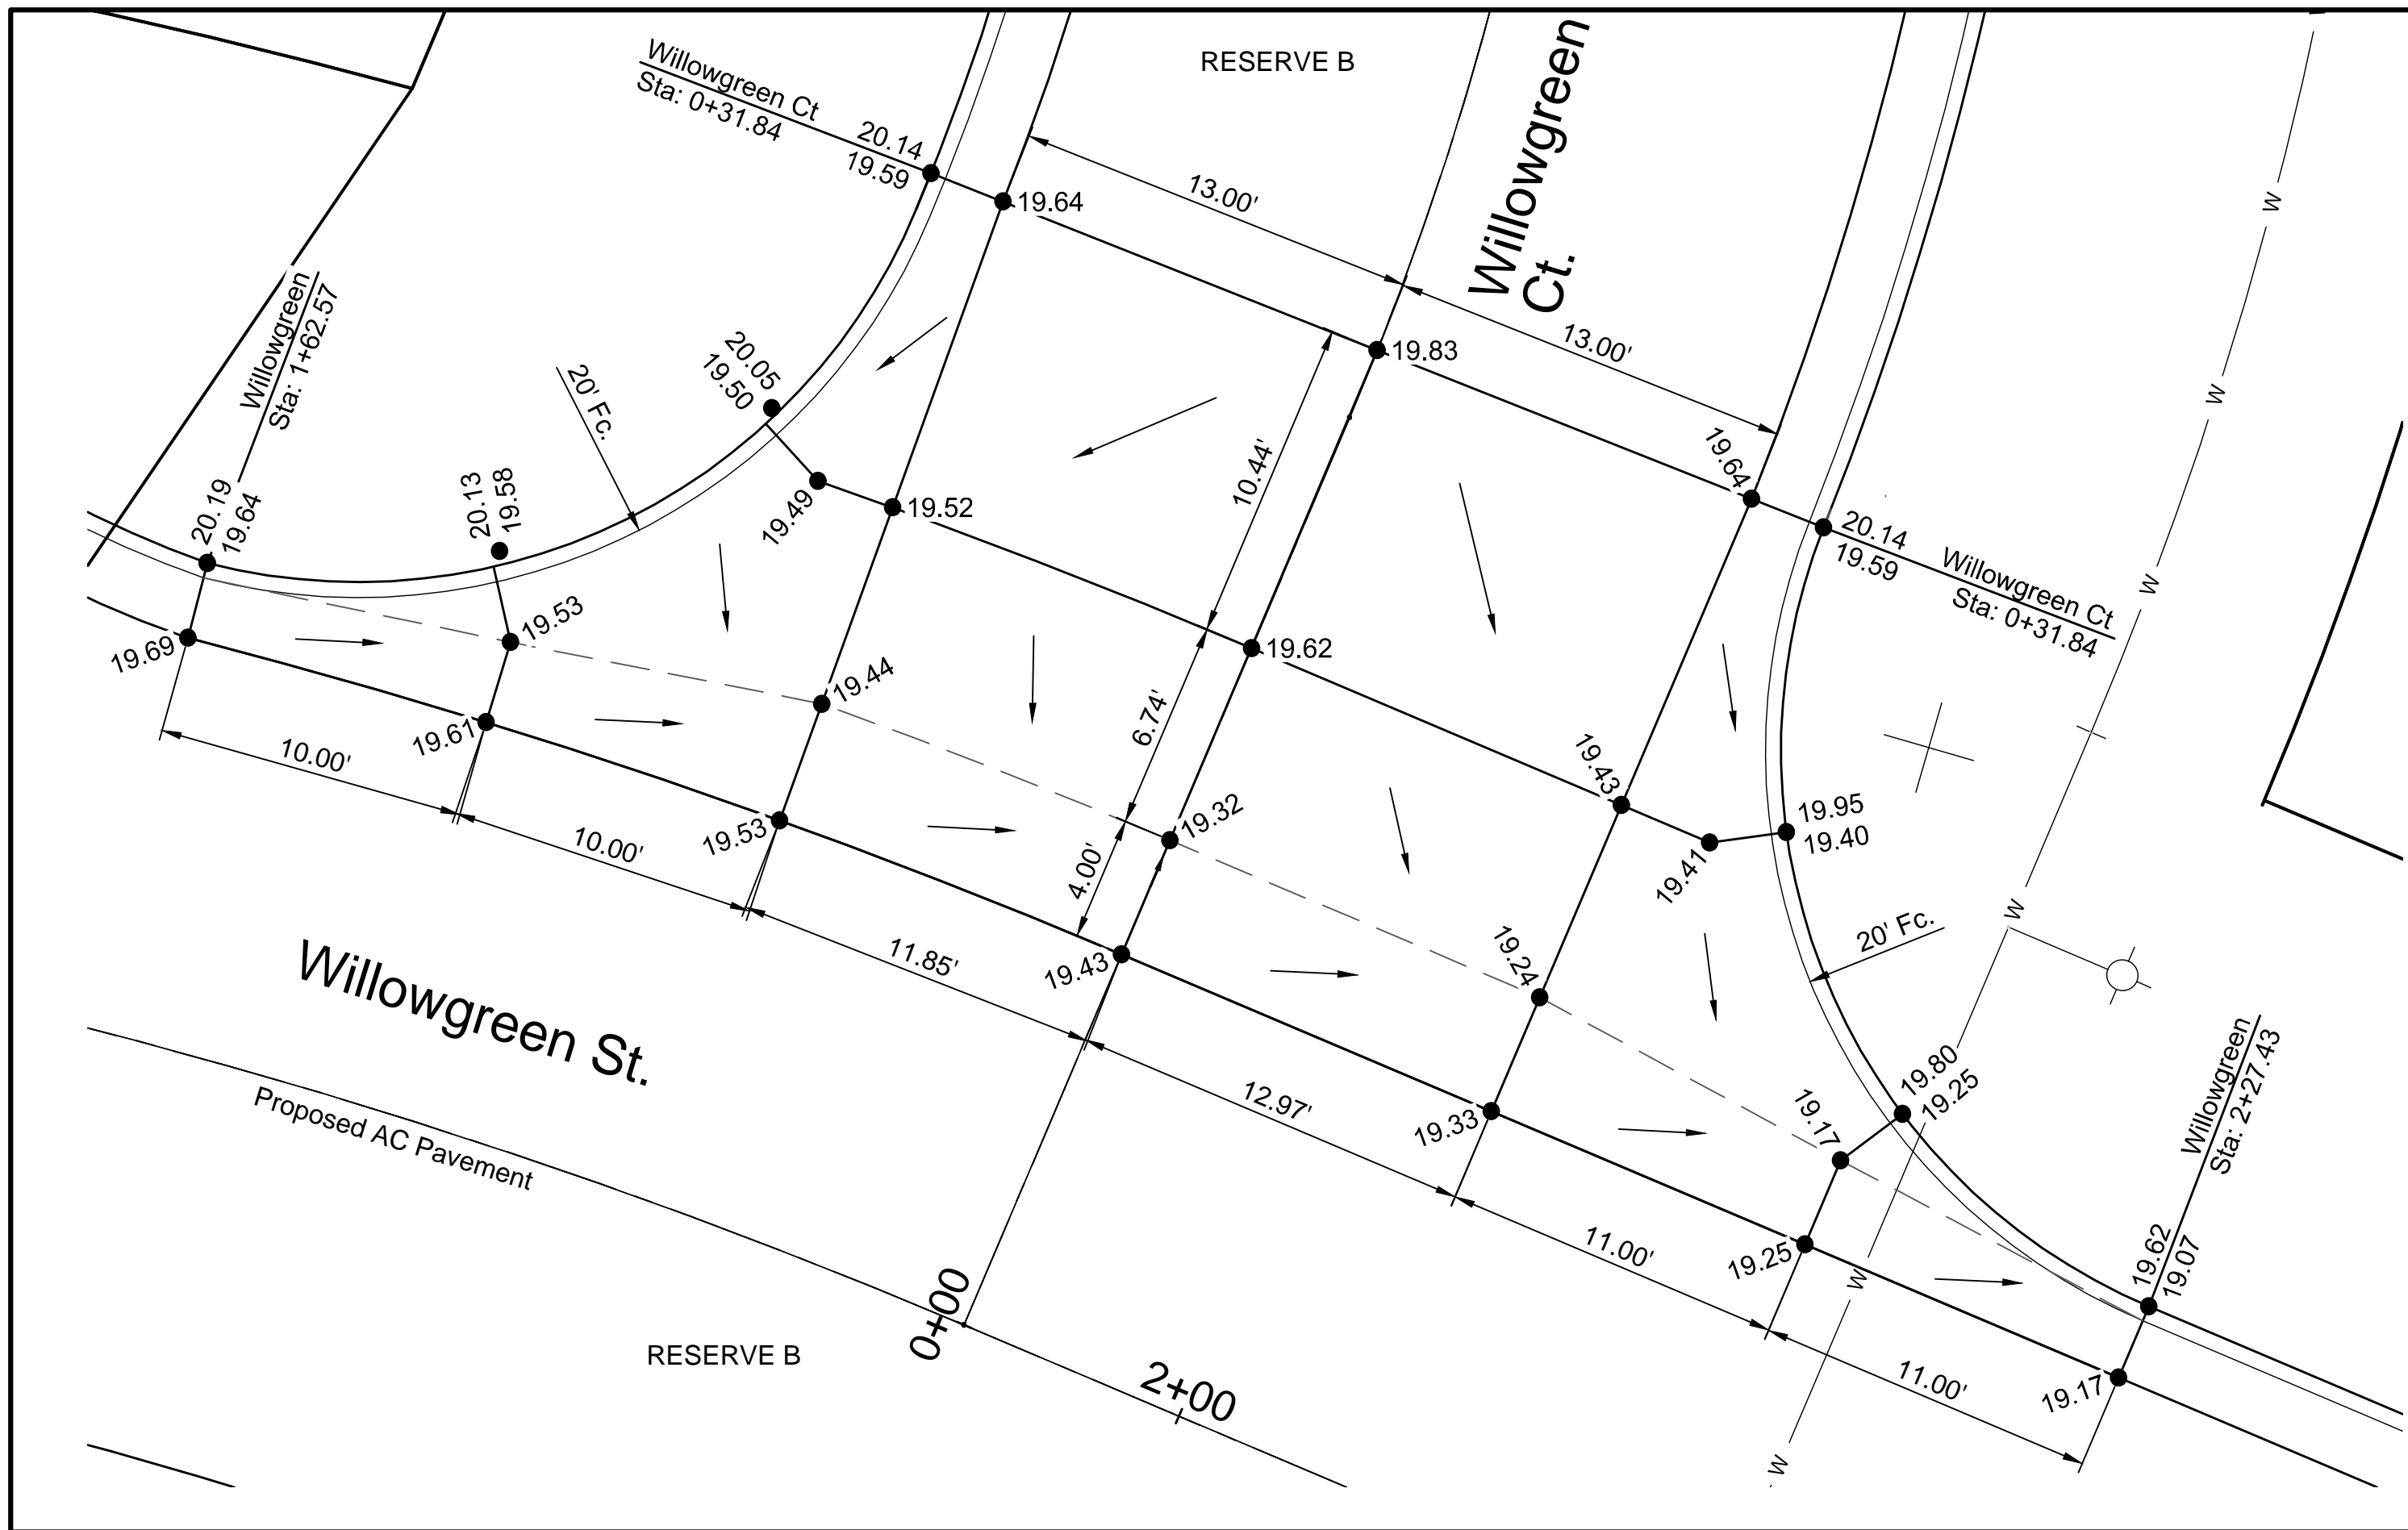 RESERVE B
Willowgreen Ct
Sta: 0+31.84
20.14
19.59
19.64
13.00'
Willowgreen
Ct.
13.00'
19.83
Willowgreen
Sta: 1+62.57
20' Fc.
20.05
19.50
19.49
19.52
10.44'
19.64
20.14
19.59
Willowgreen Ct
Sta: 0+31.84
20.19
19.64
20.13
19.58
19.53
19.69
19.44
19.62
6.74'
19.61
10.00'
19.53
10.00'
19.32
4.00'
19.43
19.43
19.41
19.95
19.40
20' Fc.
11.85'
19.24
Willowgreen St.
Proposed AC Pavement
12.97'
19.33
19.17
19.80
19.25
Willowgreen
Sta: 2+27.43
19.62
19.07
19.25
11.00'
11.00'
19.17
0+00
2+00
RESERVE B
W
W
W
W
W
W